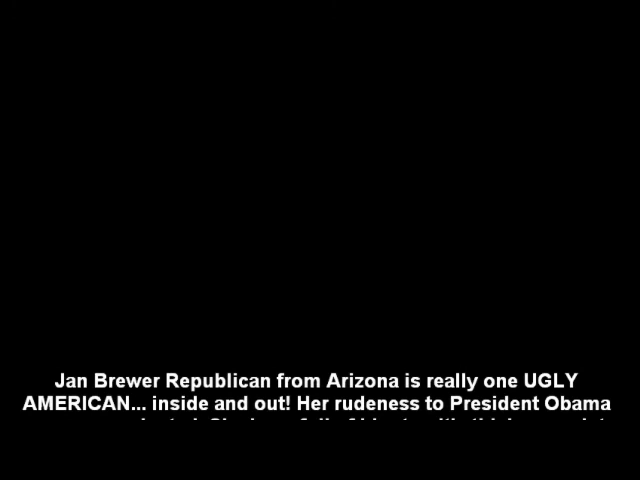 Jan Brewer Republican from Arizona is really one UGLY
AMERICAN... inside and out! Her rudeness to President Obama